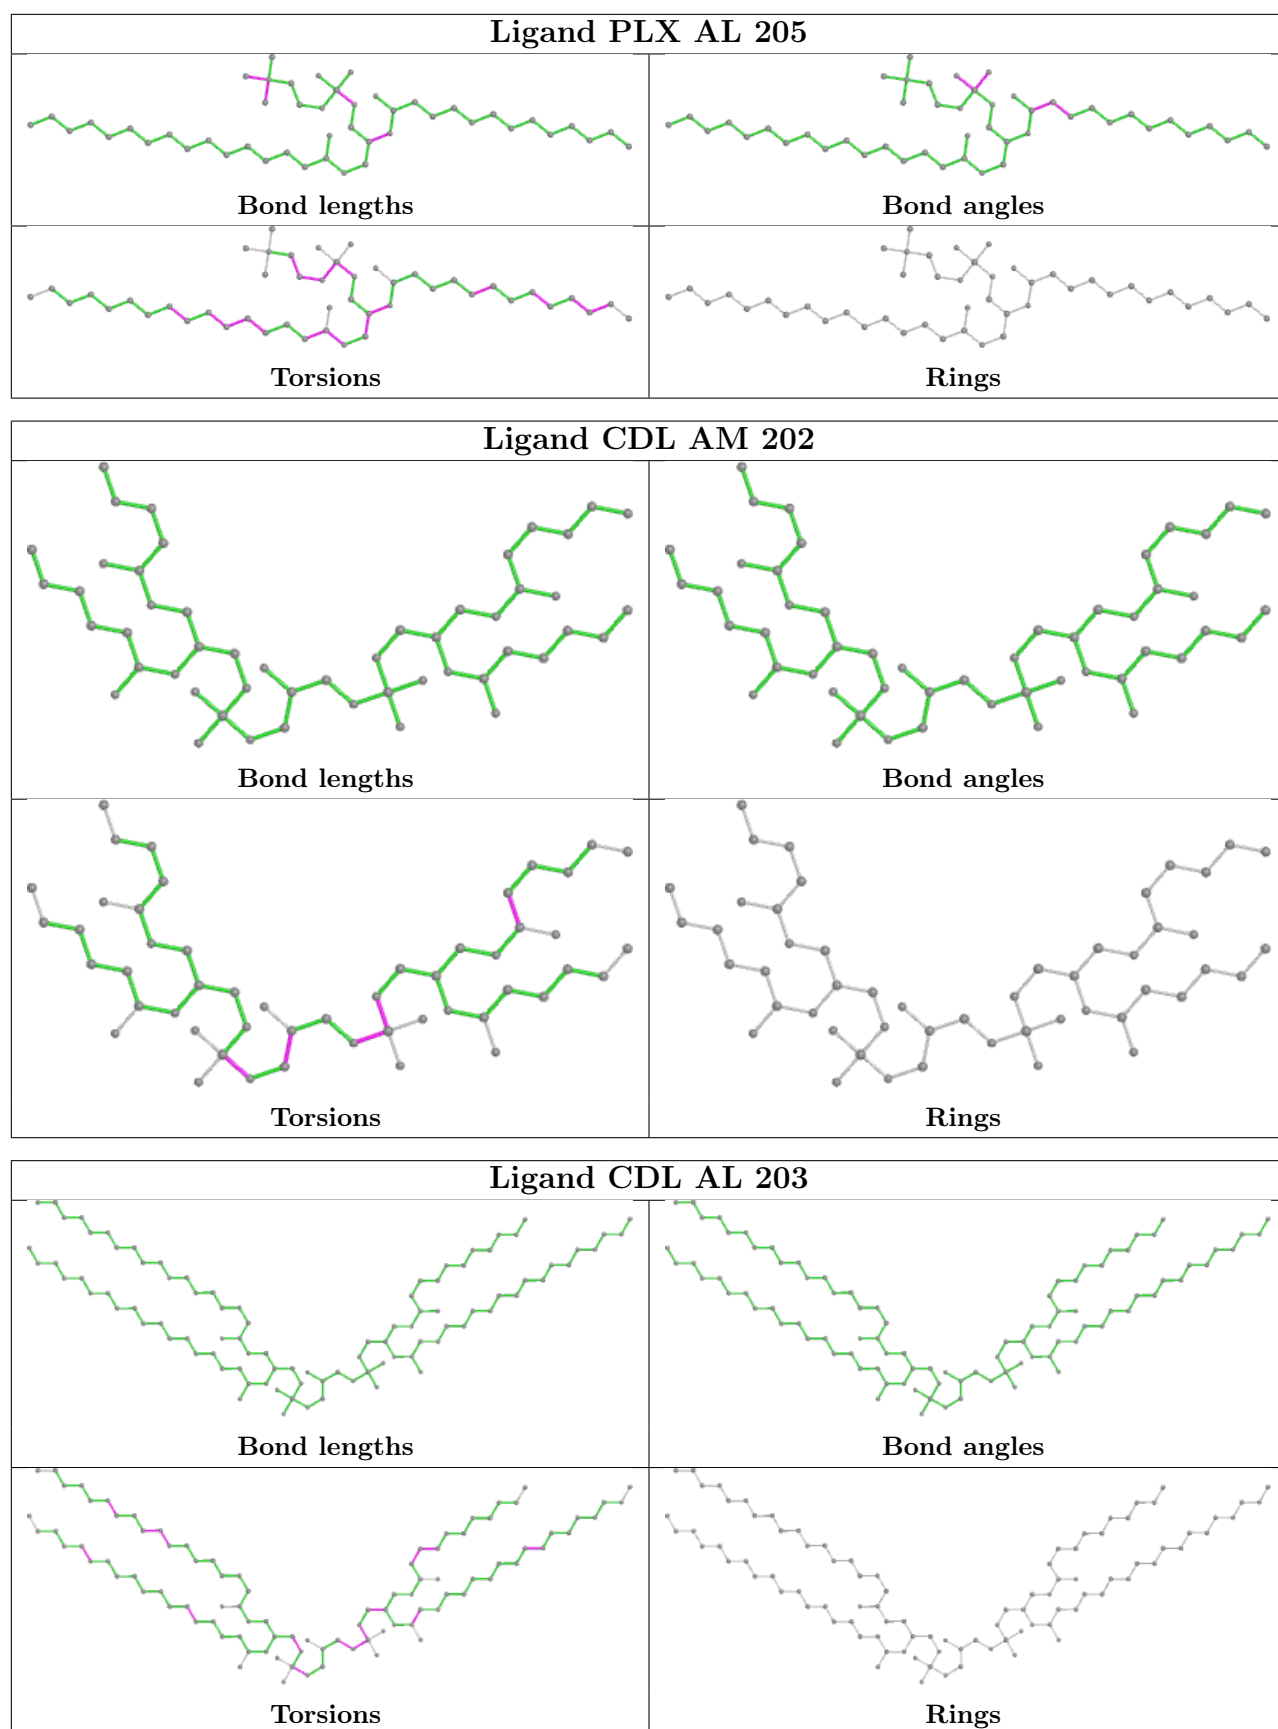 Ligand PLX AL 205
Bond lengths
Bond angles
Torsions
Rings
Ligand CDL AM 202
Bond lengths
Bond angles
Torsions
Rings
Ligand CDL AL 203
Bond lengths
Bond angles
Torsions
Rings